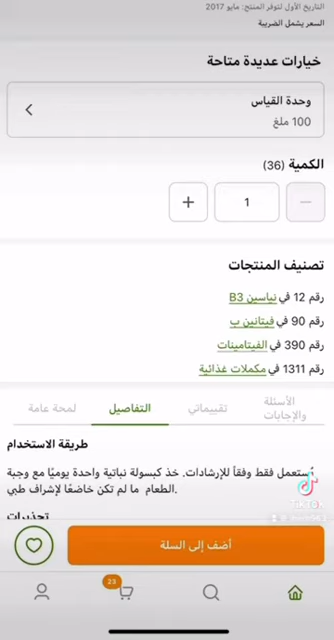 التاريخ الأول لتوفر المنتج: مايو 2017
السعر يشمل الضريبة
خيارات عديدة متاحة
وحدة القياس
100 ملغ
الكمية (36)
1
تصنيف المنتجات
رقم 12 في نياسين B3
رقم 90 في فيتامين ب
رقم 390 في الفيتامينات
رقم 1311 في مكملات غذائية
الأسئلة والإجابات
تقييماتي
التفاصيل
لمحة عامة
طريقة الاستخدام
يُستعمل فقط وفقاً للإرشادات. خذ كبسولة نباتية واحدة يوميًا مع وجبة
الطعام ما لم تكن خاضعًا لإشراف طبي.
تحذيرات
TikTok
أضف إلى السلة
23